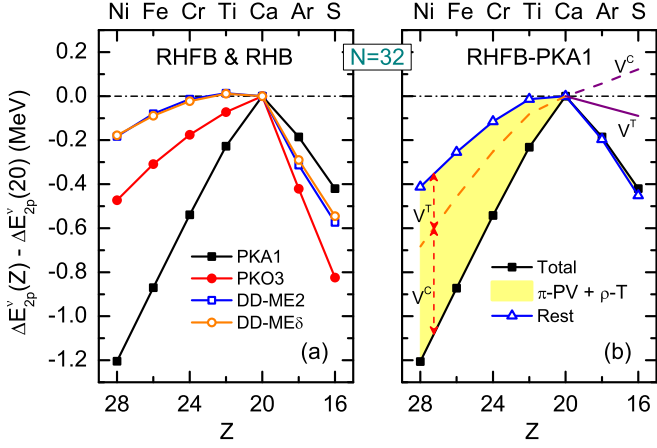 Ni Fe Cr Ti Ca Ar S
Ni Fe Cr Ti Ca Ar S
RHFB & RHB
N=32
RHFB-PKA1
0.2
0.0
-0.2
-0.4
-0.6
-0.8
-1.0
-1.2
ΔE^ν_2p(Z) - ΔE^ν_2p(20) (MeV)
PKA1
PKO3
DD-ME2
DD-MEδ
(a)
V^C
V^T
V^T
V^C
Total
π-PV + ρ-T
Rest
(b)
28 24 20 16
28 24 20 16
Z
Z